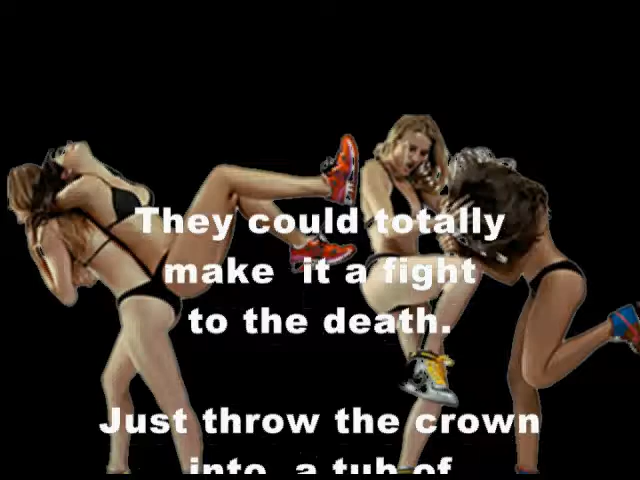 They could totally
make it a fight
to the death.
Just throw the crown
into a tub of